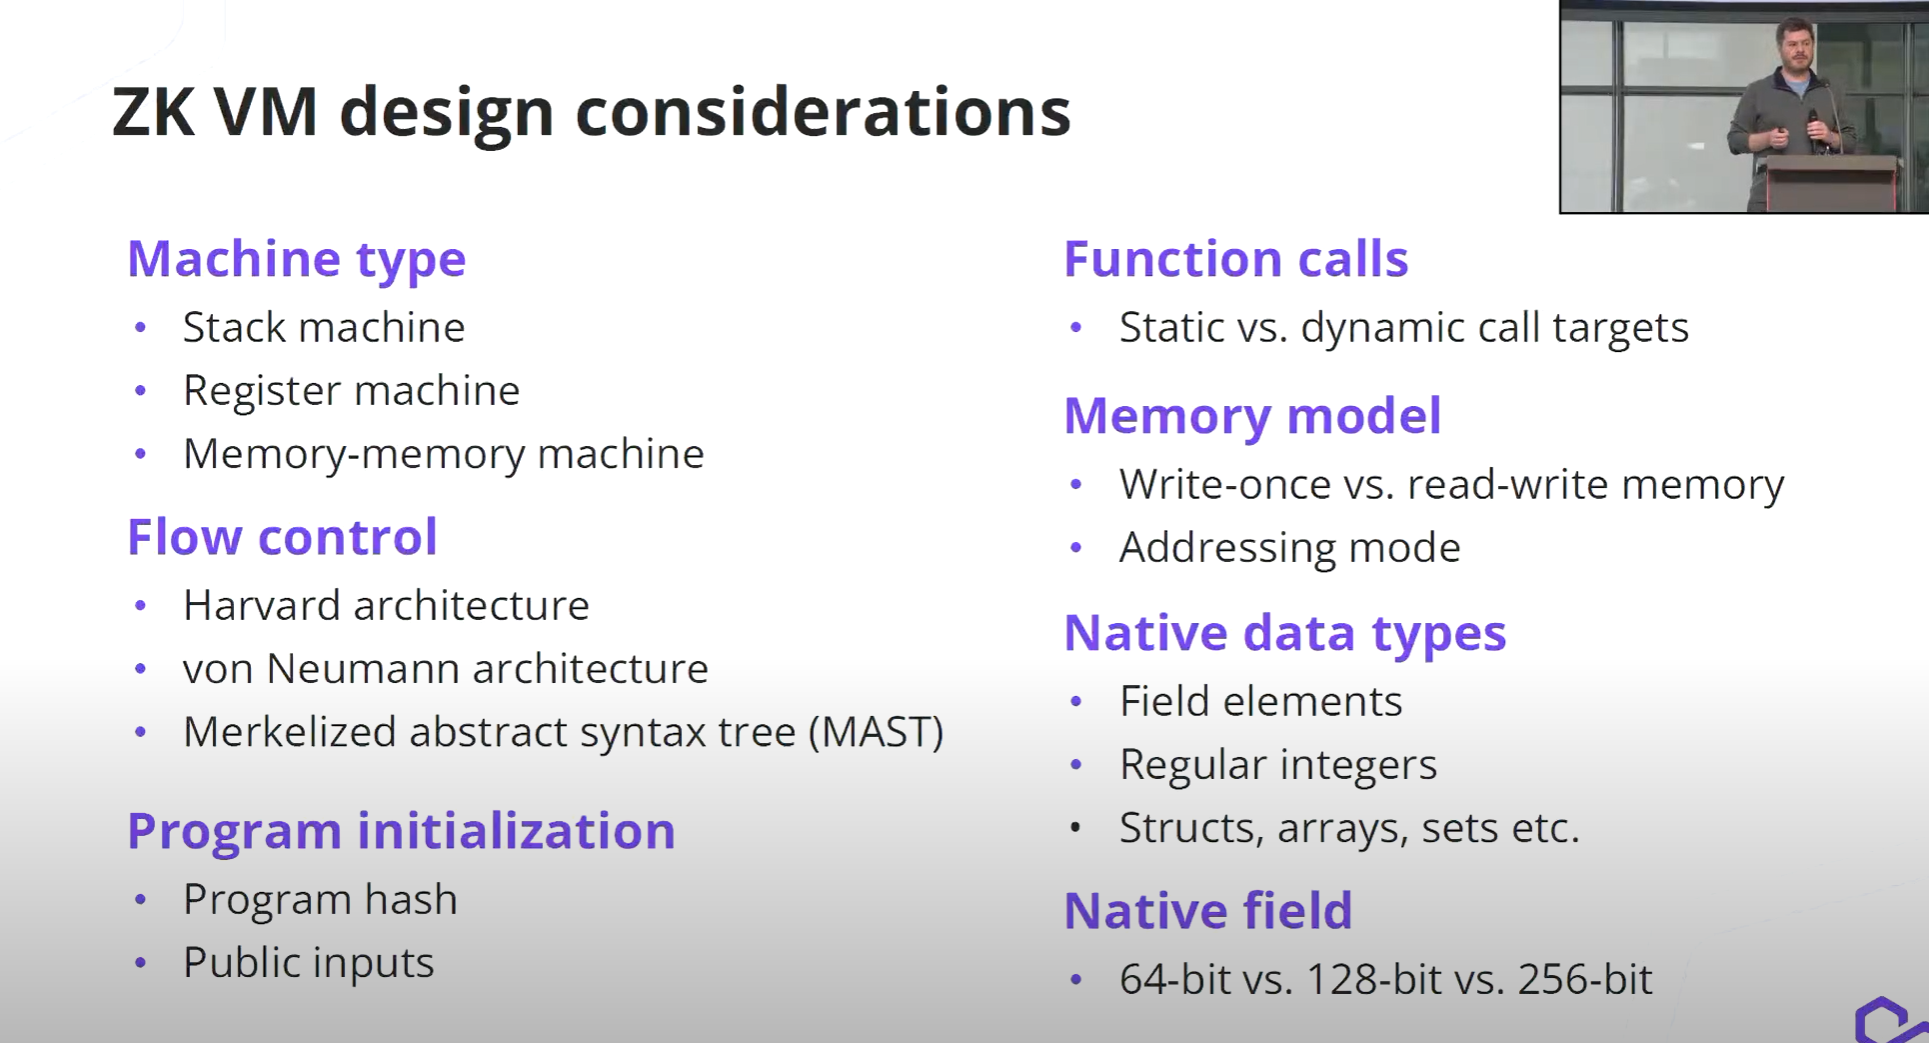 ZK VM design considerations
Machine type
• Stack machine
• Register machine
• Memory-memory machine
Flow control
• Harvard architecture
• von Neumann architecture
• Merkelized abstract syntax tree (MAST)
Program initialization
• Program hash
• Public inputs
Function calls
• Static vs. dynamic call targets
Memory model
• Write-once vs. read-write memory
• Addressing mode
Native data types
• Field elements
• Regular integers
• Structs, arrays, sets etc.
Native field
• 64-bit vs. 128-bit vs. 256-bit